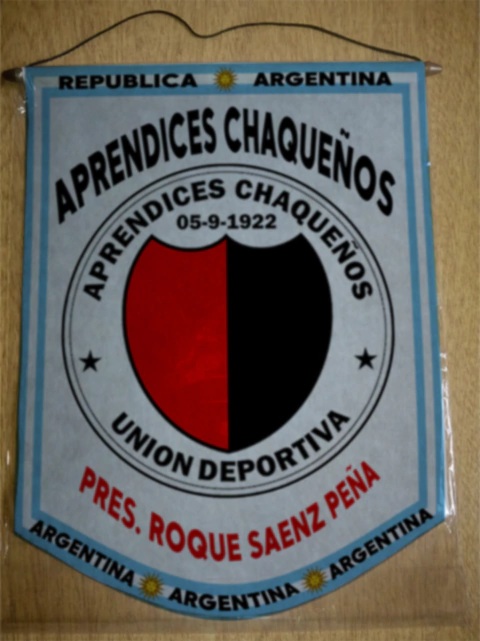 REPUBLICA ARGENTINA
APRENDICES CHAQUEÑOS
APRENDICES CHAQUEÑOS
05-9-1922
UNION DEPORTIVA
PRES. ROQUE SAENZ PEÑA
ARGENTINA ARGENTINA ARGENTINA